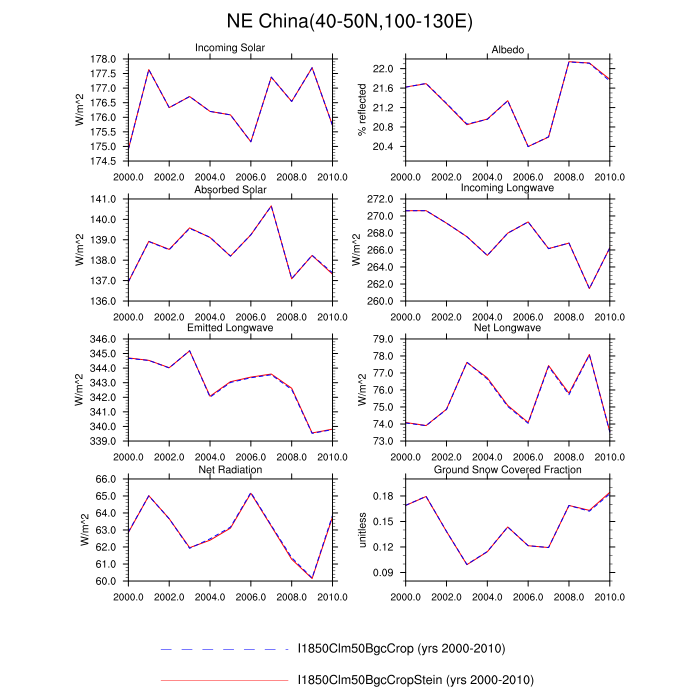 NE China(40-50N,100-130E)
Incoming Solar
W/m^2
178.0
177.5
177.0
176.5
176.0
175.5
175.0
174.5
2000.0 2002.0 2004.0 2006.0 2008.0 2010.0
Albedo
% reflected
22.0
21.6
21.2
20.8
20.4
2000.0 2002.0 2004.0 2006.0 2008.0 2010.0
Absorbed Solar
W/m^2
141.0
140.0
139.0
138.0
137.0
136.0
2000.0 2002.0 2004.0 2006.0 2008.0 2010.0
Incoming Longwave
W/m^2
272.0
270.0
268.0
266.0
264.0
262.0
260.0
2000.0 2002.0 2004.0 2006.0 2008.0 2010.0
Emitted Longwave
W/m^2
346.0
345.0
344.0
343.0
342.0
341.0
340.0
339.0
2000.0 2002.0 2004.0 2006.0 2008.0 2010.0
Net Longwave
W/m^2
79.0
78.0
77.0
76.0
75.0
74.0
73.0
2000.0 2002.0 2004.0 2006.0 2008.0 2010.0
Net Radiation
W/m^2
66.0
65.0
64.0
63.0
62.0
61.0
60.0
2000.0 2002.0 2004.0 2006.0 2008.0 2010.0
Ground Snow Covered Fraction
unitless
0.18
0.15
0.12
0.09
2000.0 2002.0 2004.0 2006.0 2008.0 2010.0
I1850Clm50BgcCrop (yrs 2000-2010)
I1850Clm50BgcCropStein (yrs 2000-2010)